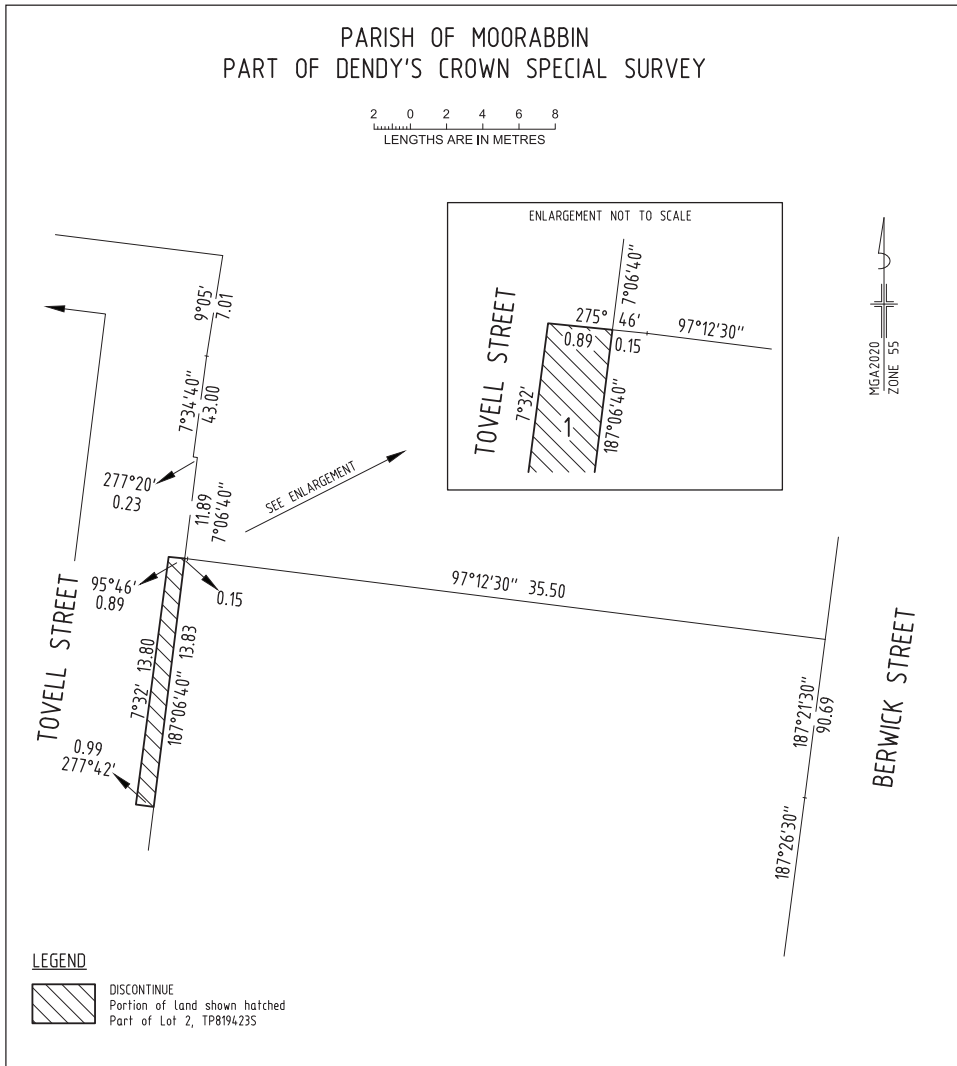 PARISH OF MOORABBIN
PART OF DENDY'S CROWN SPECIAL SURVEY
2 0 2 4 6 8
LENGTHS ARE IN METRES
ENLARGEMENT NOT TO SCALE
7°06'40"
275° 46'
97°12'30"
0.89 0.15
TOVELL STREET
7°32'
1
187°06'40"
MGA2020
ZONE 55
9°05'
7.01
7°34'40"
43.00
277°20'
0.23
11.89
7°06'40"
SEE ENLARGEMENT
95°46'
0.89
0.15
97°12'30" 35.50
TOVELL STREET
7°32' 13.80
187°06'40" 13.83
0.99
277°42'
187°21'30"
90.69
BERWICK STREET
187°26'30"
LEGEND
DISCONTINUE
Portion of land shown hatched
Part of Lot 2, TP819423S